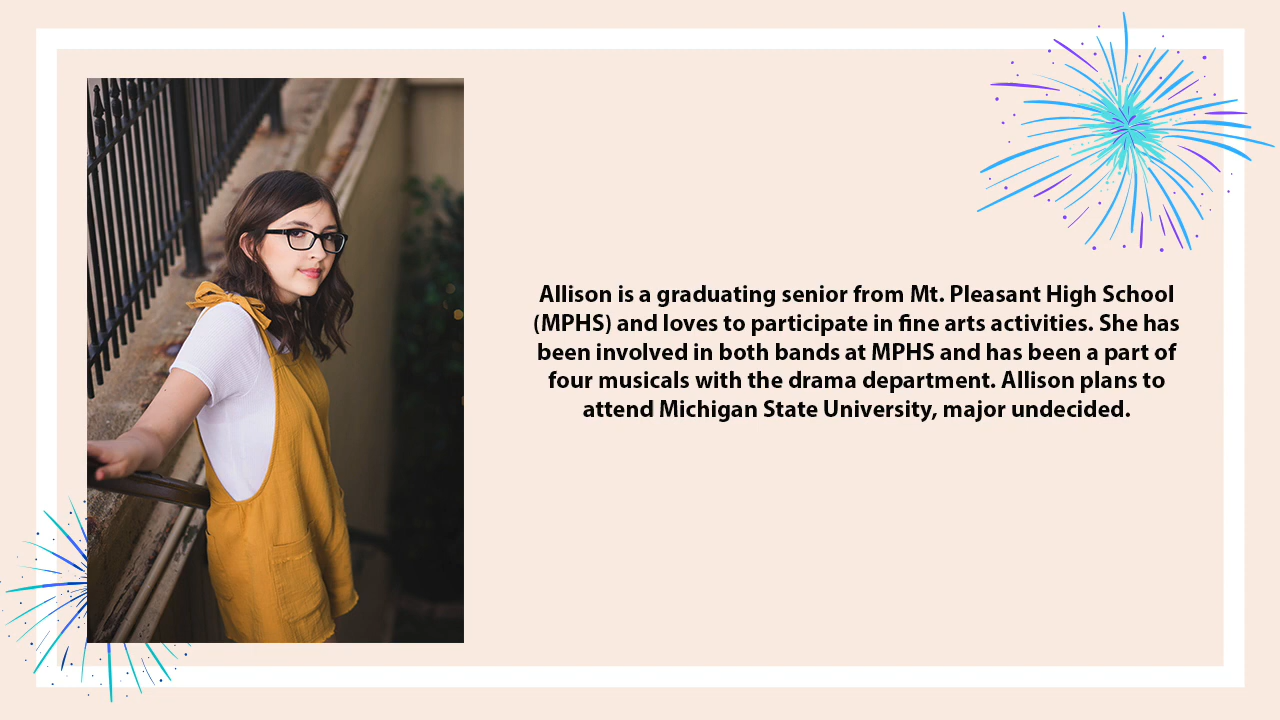 Allison is a graduating senior from Mt. Pleasant High School
(MPHS) and loves to participate in fine arts activities. She has
been involved in both bands at MPHS and has been a part of
four musicals with the drama department. Allison plans to
attend Michigan State University, major undecided.